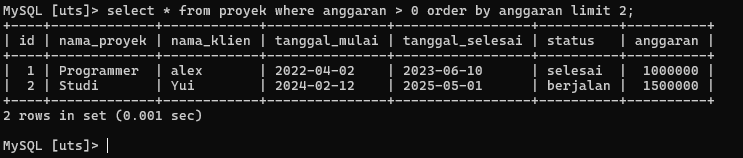 MySQL [uts]> select * from proyek where anggaran > 0 order by anggaran limit 2;
+----+-------------+------------+---------------+-----------------+----------+----------+
| id | nama_proyek | nama_klien | tanggal_mulai | tanggal_selesai | status   | anggaran |
+----+-------------+------------+---------------+-----------------+----------+----------+
|  1 | Programmer  | alex       | 2022-04-02    | 2023-06-10      | selesai  |  1000000 |
|  2 | Studi       | Yui        | 2024-02-12    | 2025-05-01      | berjalan |  1500000 |
+----+-------------+------------+---------------+-----------------+----------+----------+
2 rows in set (0.001 sec)
MySQL [uts]>